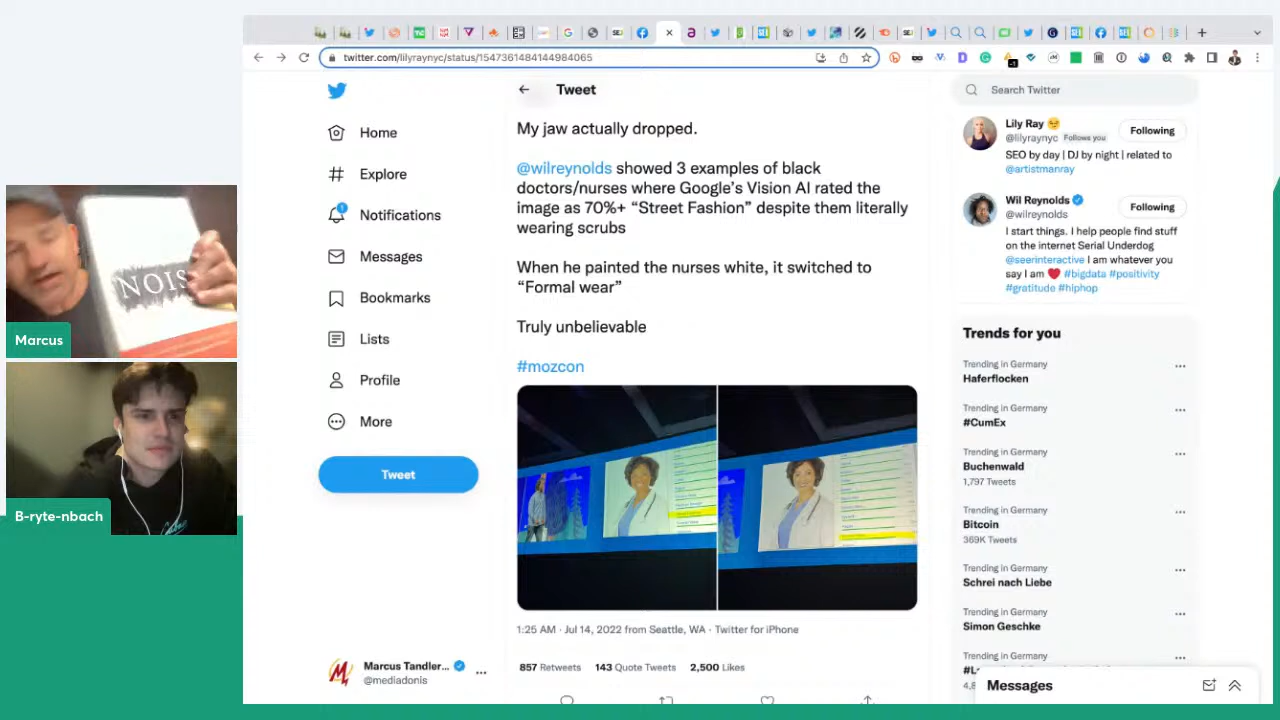 twitter.com/lilyraynyc/status/1547361484144984065
Home
Explore
Notifications
Messages
Bookmarks
Lists
Profile
More
Tweet
Marcus Tandler...
@mediadonis
Tweet
My jaw actually dropped.
@wilreynolds showed 3 examples of black
doctors/nurses where Google’s Vision AI rated the
image as 70%+ “Street Fashion” despite them literally
wearing scrubs
When he painted the nurses white, it switched to
“Formal wear”
Truly unbelievable
#mozcon
1:25 AM · Jul 14, 2022 from Seattle, WA · Twitter for iPhone
857 Retweets 143 Quote Tweets 2,500 Likes
Search Twitter
Lily Ray
@lilyraynyc Follows you
Following
SEO by day | DJ by night | related to
@artistmanray
Wil Reynolds
@wilreynolds
Following
I start things. I help people find stuff
on the internet Serial Underdog
@seerinteractive I am whatever you
say I am #bigdata #positivity
#gratitude #hiphop
Trends for you
Trending in Germany
Haferflocken
Trending in Germany
#CumEx
Trending in Germany
Buchenwald
1,797 Tweets
Trending in Germany
Bitcoin
369K Tweets
Trending in Germany
Schrei nach Liebe
Trending in Germany
Simon Geschke
Trending in Germany
Messages
NOIS
Marcus
B-ryte-nbach